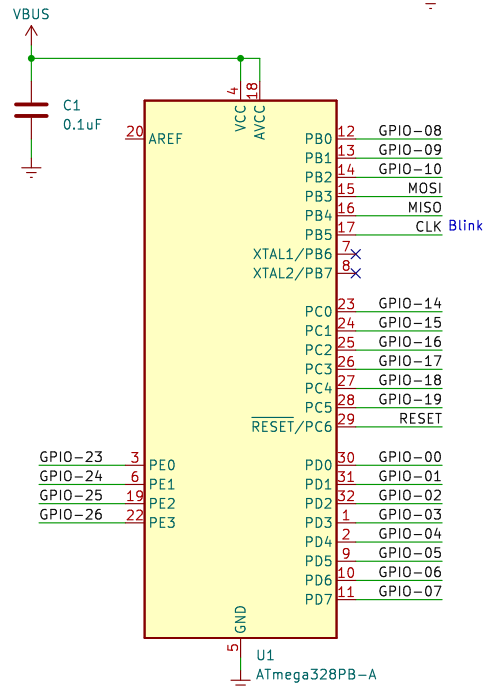 VBUS
C1
0.1uF
4
VCC
18
AVCC
20 AREF
PB0 12 GPIO-08
PB1 13 GPIO-09
PB2 14 GPIO-10
PB3 15 MOSI
PB4 16 MISO
PB5 17 CLK Blink
XTAL1/PB6 7
XTAL2/PB7 8
PC0 23 GPIO-14
PC1 24 GPIO-15
PC2 25 GPIO-16
PC3 26 GPIO-17
PC4 27 GPIO-18
PC5 28 GPIO-19
RESET/PC6 29 RESET
GPIO-23 3 PE0 PD0 30 GPIO-00
GPIO-24 6 PE1 PD1 31 GPIO-01
GPIO-25 19 PE2 PD2 32 GPIO-02
GPIO-26 22 PE3 PD3 1 GPIO-03
PD4 2 GPIO-04
PD5 9 GPIO-05
PD6 10 GPIO-06
PD7 11 GPIO-07
GND
5
U1
ATmega328PB-A